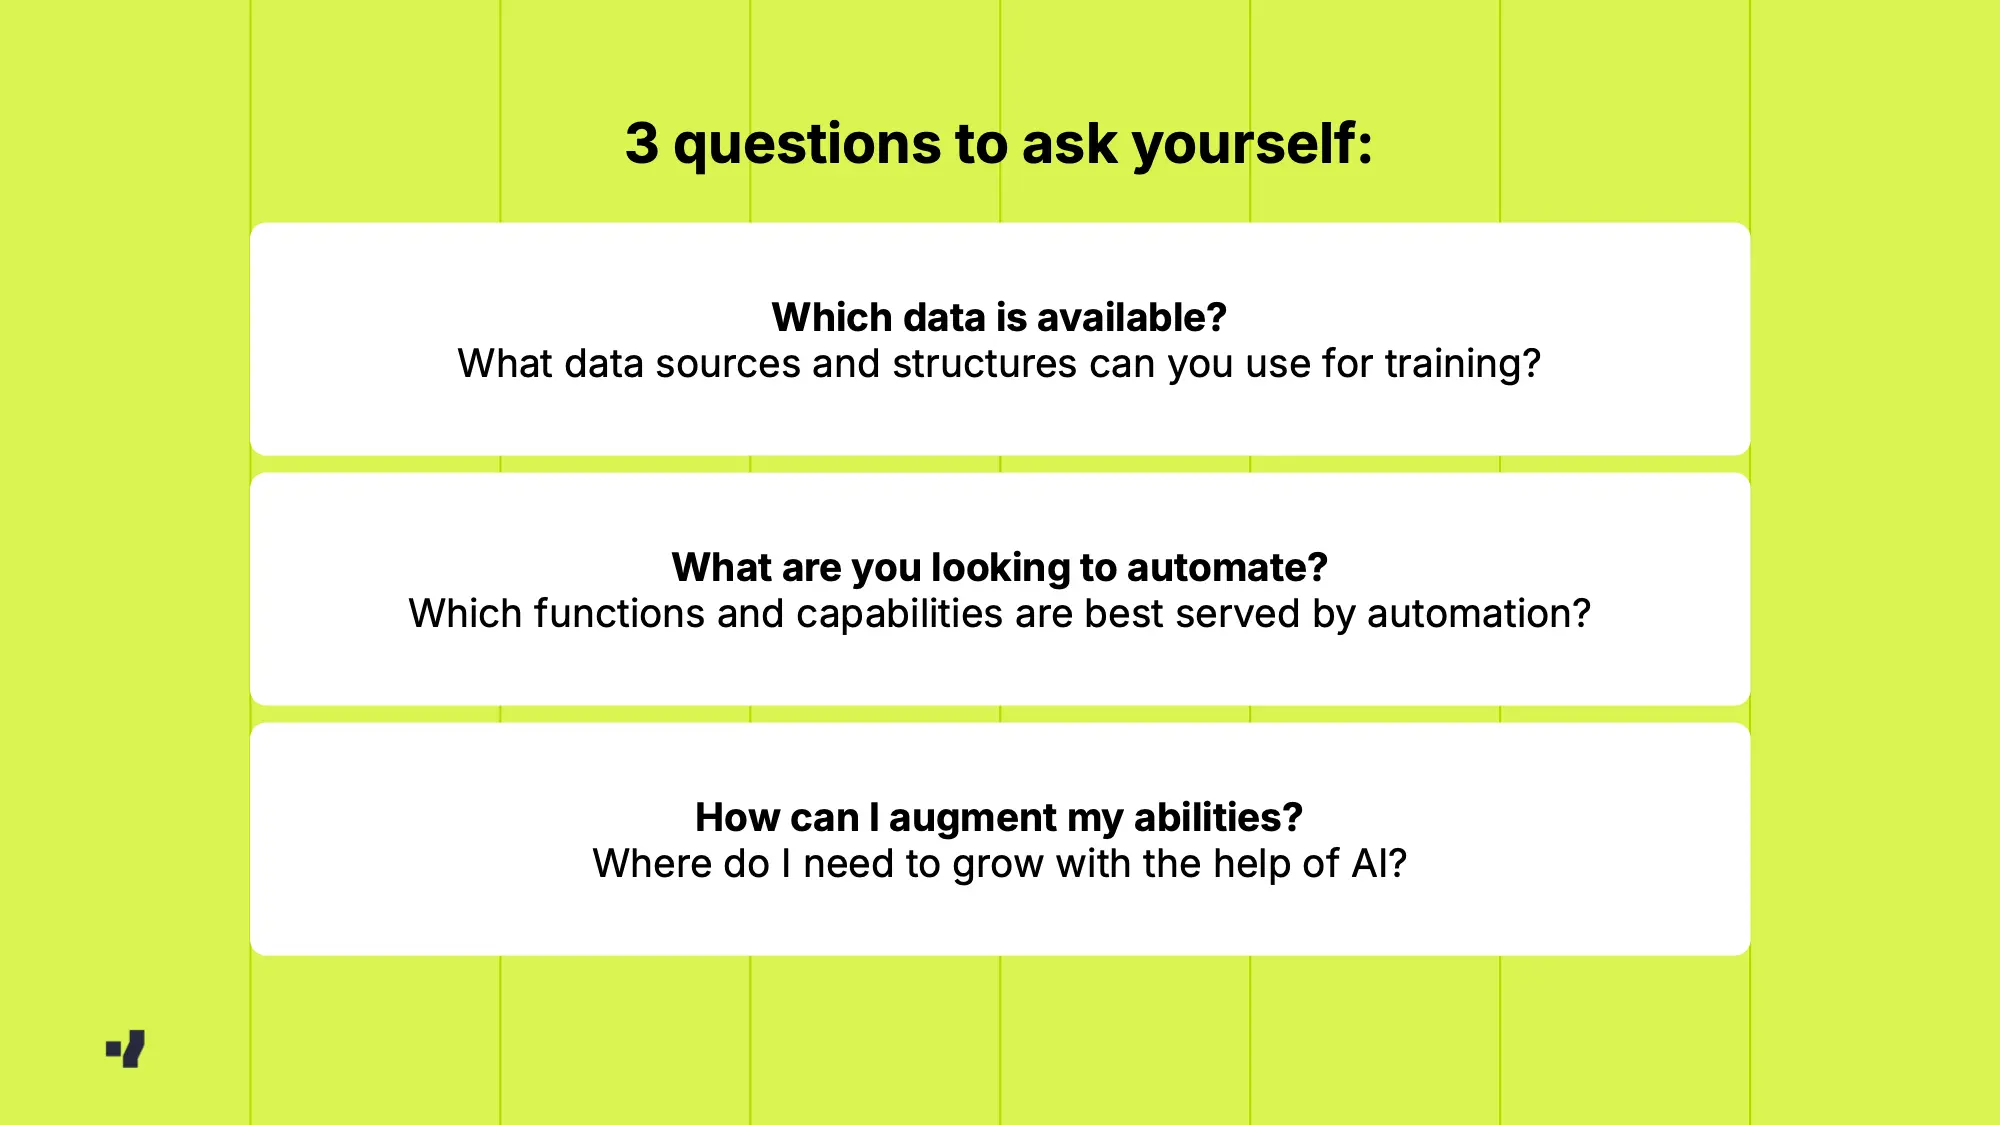 3 questions to ask yourself:
Which data is available?
What data sources and structures can you use for training?
What are you looking to automate?
Which functions and capabilities are best served by automation?
How can I augment my abilities?
Where do I need to grow with the help of AI?